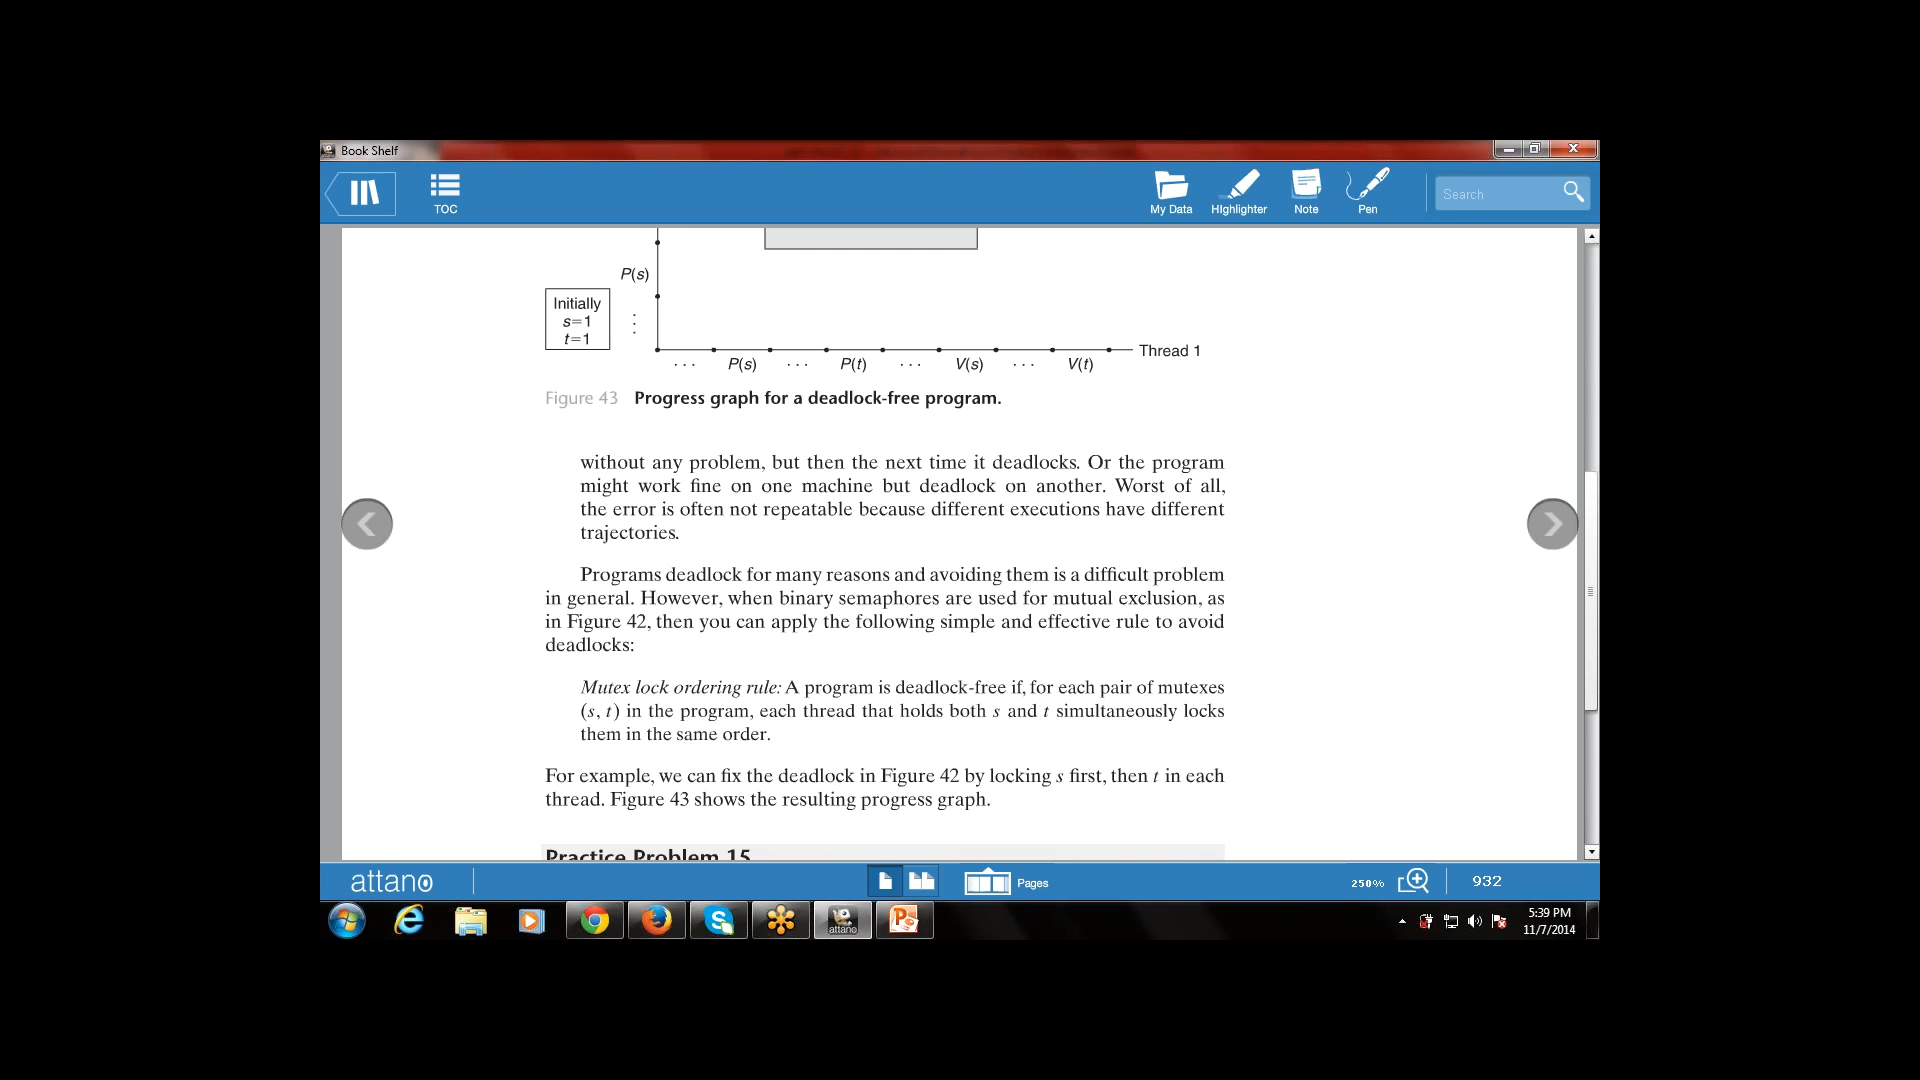 Book Shelf
TOC
My Data
HIghlighter
Note
Pen
Search
P(s)
Initially
s=1
t=1
· · · P(s) · · · P(t) · · · V(s) · · · V(t)
Thread 1
Figure 43 Progress graph for a deadlock-free program.
without any problem, but then the next time it deadlocks. Or the program
might work fine on one machine but deadlock on another. Worst of all,
the error is often not repeatable because different executions have different
trajectories.
Programs deadlock for many reasons and avoiding them is a difficult problem
in general. However, when binary semaphores are used for mutual exclusion, as
in Figure 42, then you can apply the following simple and effective rule to avoid
deadlocks:
Mutex lock ordering rule: A program is deadlock-free if, for each pair of mutexes
(s, t) in the program, each thread that holds both s and t simultaneously locks
them in the same order.
For example, we can fix the deadlock in Figure 42 by locking s first, then t in each
thread. Figure 43 shows the resulting progress graph.
Practice Problem 15
attano
Pages
250%
932
attano
5:39 PM
11/7/2014